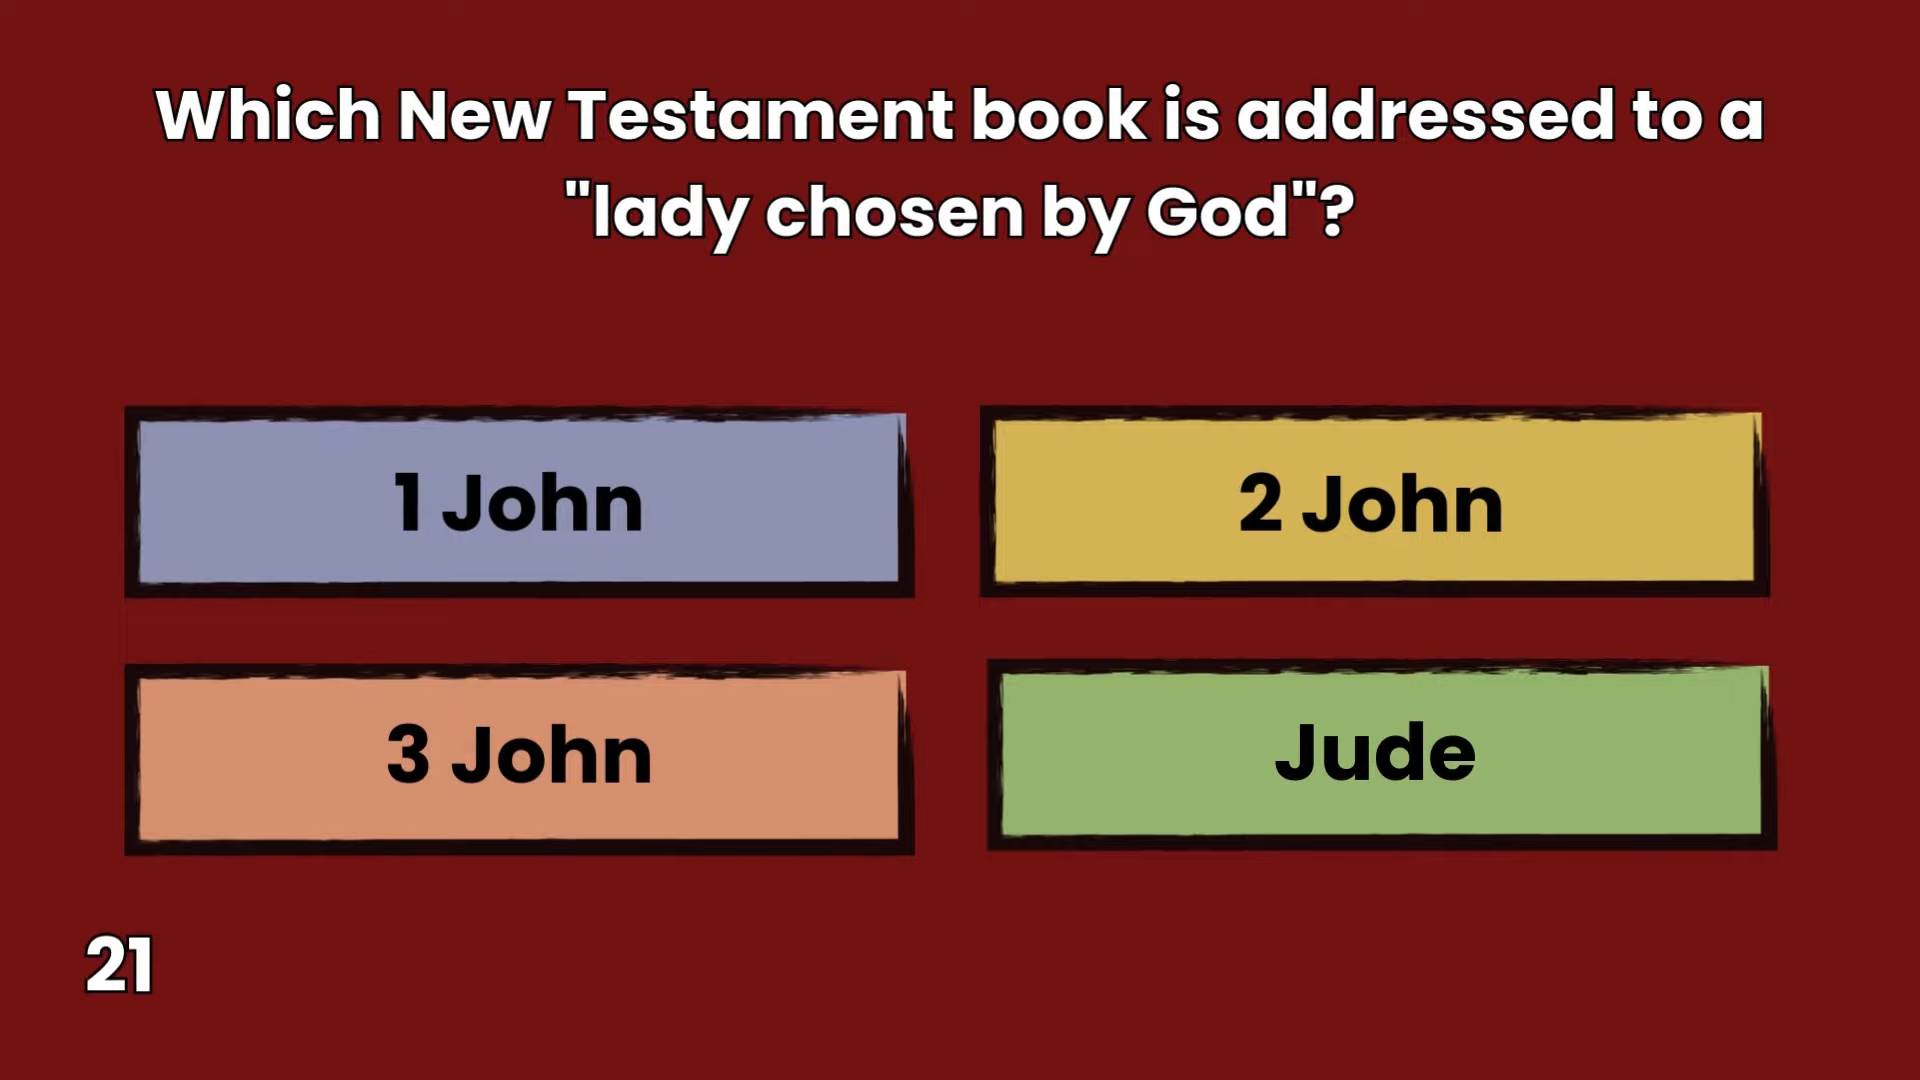 Which New Testament book is addressed to a
"lady chosen by God"?
1 John
2 John
3 John
Jude
21